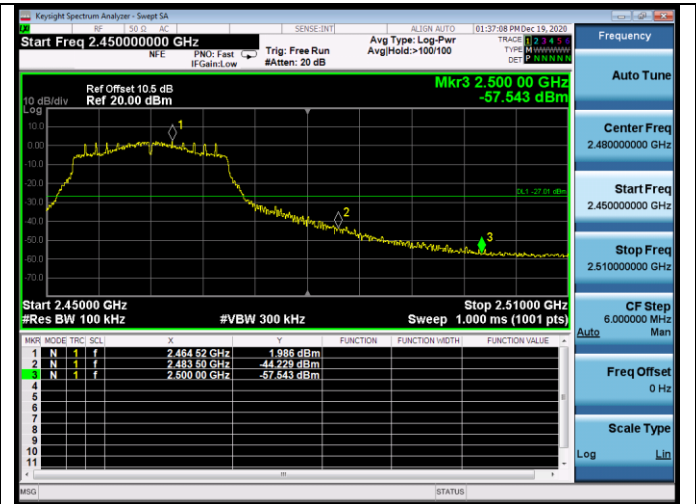 Keysight Spectrum Analyzer - Swept SA
RF 50 Ω AC SENSE:INT ALIGN AUTO 01:37:08 PM Dec 19, 2020
Start Freq 2.450000000 GHz
NFE PNO: Fast IFGain:Low Trig: Free Run #Atten: 20 dB
Avg Type: Log-Pwr Avg|Hold:>100/100
TRACE 1 2 3 4 5 6
TYPE M WWWWW
DET P N N N N N
Ref Offset 10.5 dB
Ref 20.00 dBm
10 dB/div
Log
Mkr3 2.500 00 GHz
-57.543 dBm
10.0
0.00
-10.0
-20.0
-30.0
-40.0
-50.0
-60.0
-70.0
1
2
3
DL1 -27.01 dBm
Start 2.45000 GHz Stop 2.51000 GHz
#Res BW 100 kHz #VBW 300 kHz Sweep 1.000 ms (1001 pts)
MKR MODE TRC SCL X Y FUNCTION FUNCTION WIDTH FUNCTION VALUE
1 N 1 f 2.464 52 GHz 1.986 dBm
2 N 1 f 2.483 50 GHz -44.229 dBm
3 N 1 f 2.500 00 GHz -57.543 dBm
4
5
6
7
8
9
10
11
MSG STATUS
Frequency
Auto Tune
Center Freq
2.480000000 GHz
Start Freq
2.450000000 GHz
Stop Freq
2.510000000 GHz
CF Step
6.000000 MHz
Auto Man
Freq Offset
0 Hz
Scale Type
Log Lin